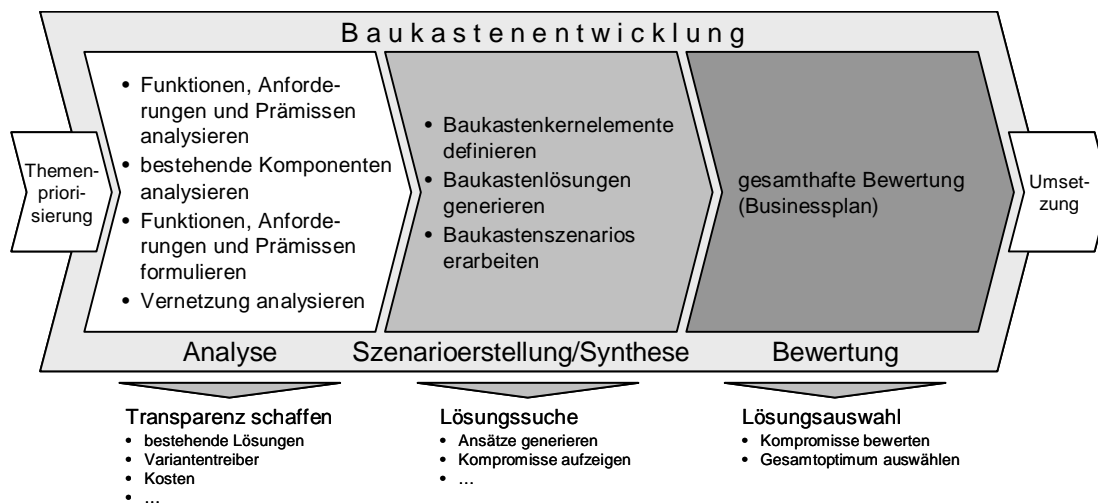 Baukastenentwicklung
Themen-
priori-
sierung
• Funktionen, Anforde-
rungen und Prämissen
analysieren
• bestehende Komponenten
analysieren
• Funktionen, Anforde-
rungen und Prämissen
formulieren
• Vernetzung analysieren
• Baukastenkernelemente
definieren
• Baukastenlösungen
generieren
• Baukastenszenarios
erarbeiten
gesamthafte Bewertung
(Businessplan)
Umset-
zung
Analyse
Szenarioerstellung/Synthese
Bewertung
Transparenz schaffen
• bestehende Lösungen
• Variantentreiber
• Kosten
• ...
Lösungssuche
• Ansätze generieren
• Kompromisse aufzeigen
• ...
Lösungsauswahl
• Kompromisse bewerten
• Gesamtoptimum auswählen